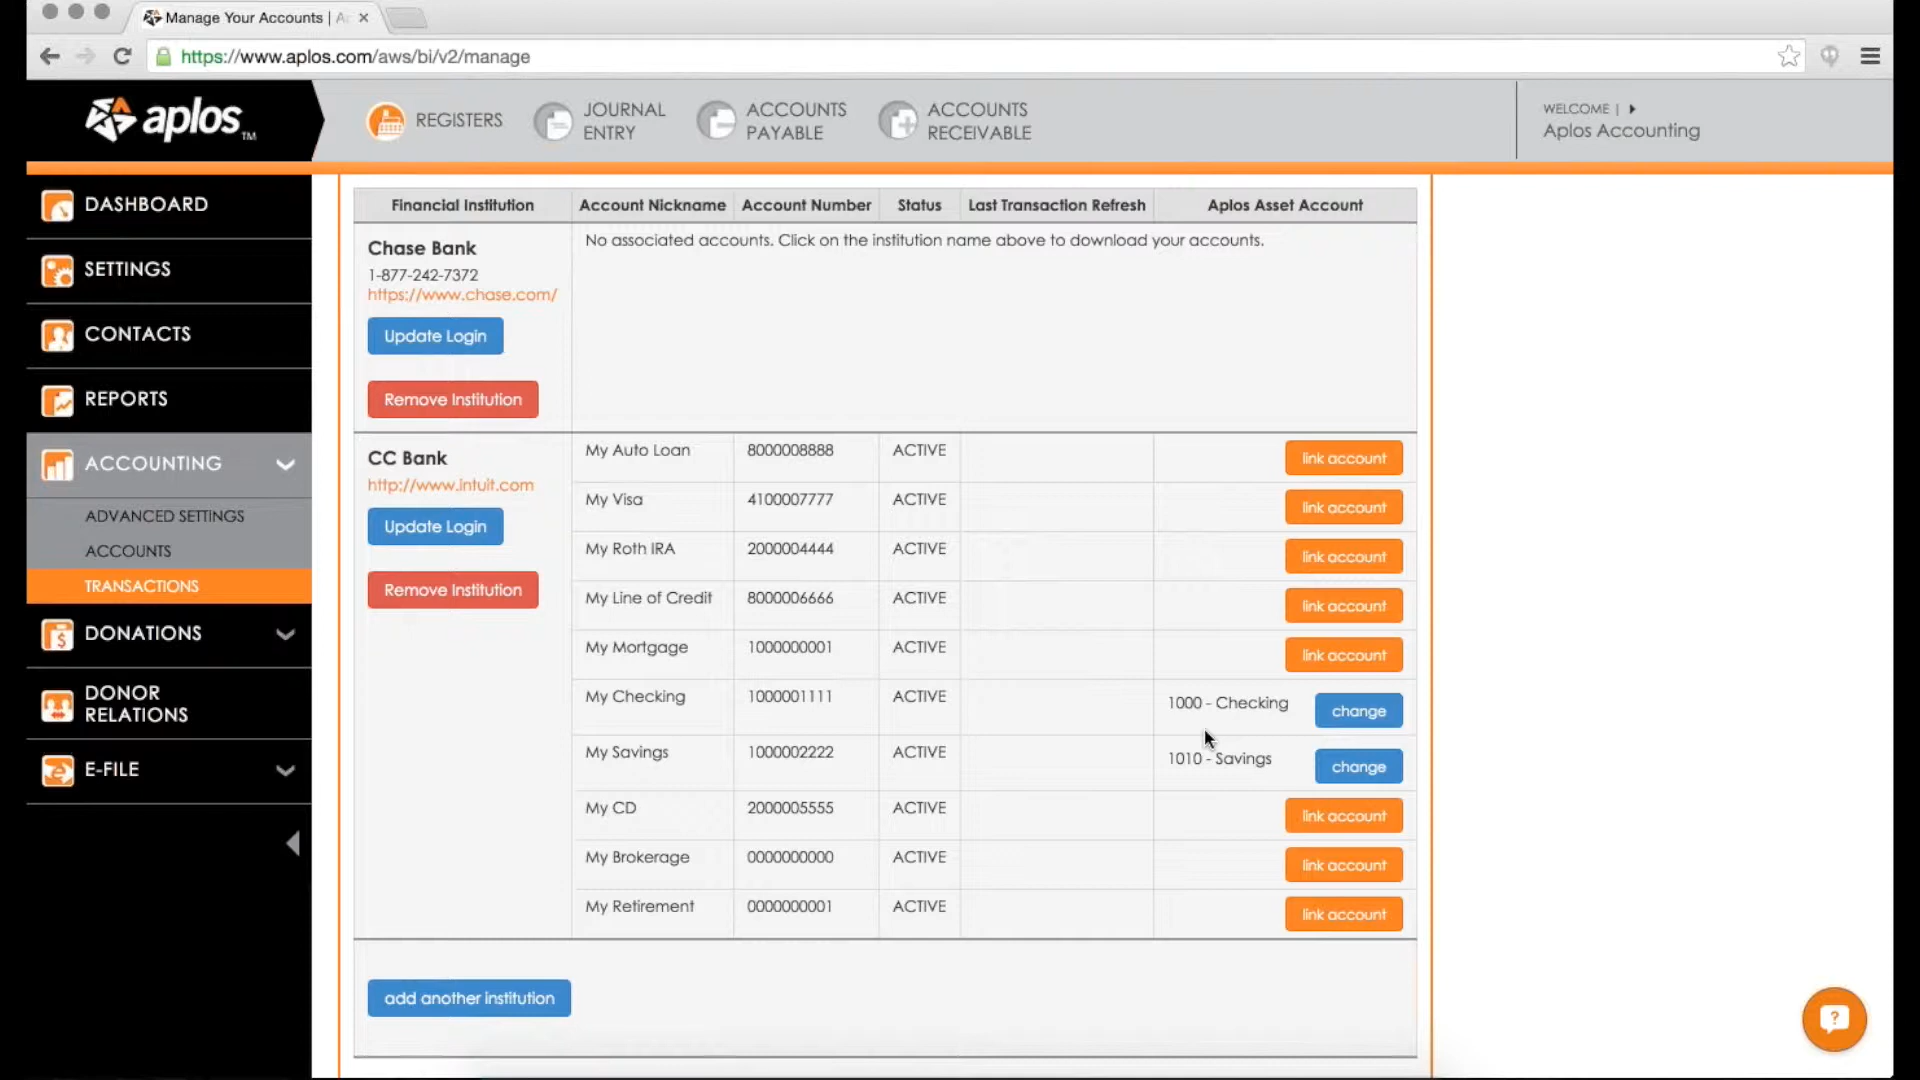 Manage Your Accounts | A
https://www.aplos.com/aws/bi/v2/manage
aplos TM
REGISTERS
JOURNAL
ENTRY
ACCOUNTS
PAYABLE
ACCOUNTS
RECEIVABLE
WELCOME |
Aplos Accounting
DASHBOARD
SETTINGS
CONTACTS
REPORTS
ACCOUNTING
ADVANCED SETTINGS
ACCOUNTS
TRANSACTIONS
DONATIONS
DONOR
RELATIONS
E-FILE
Financial Institution Account Nickname Account Number Status Last Transaction Refresh Aplos Asset Account
Chase Bank
1-877-242-7372
https://www.chase.com/
Update Login
Remove Institution
No associated accounts. Click on the institution name above to download your accounts.
CC Bank
http://www.intuit.com
Update Login
Remove Institution
My Auto Loan 8000008888 ACTIVE link account
My Visa 4100007777 ACTIVE link account
My Roth IRA 2000004444 ACTIVE link account
My Line of Credit 8000006666 ACTIVE link account
My Mortgage 1000000001 ACTIVE link account
My Checking 1000001111 ACTIVE 1000 - Checking change
My Savings 1000002222 ACTIVE 1010 - Savings change
My CD 2000005555 ACTIVE link account
My Brokerage 0000000000 ACTIVE link account
My Retirement 0000000001 ACTIVE link account
add another institution
?